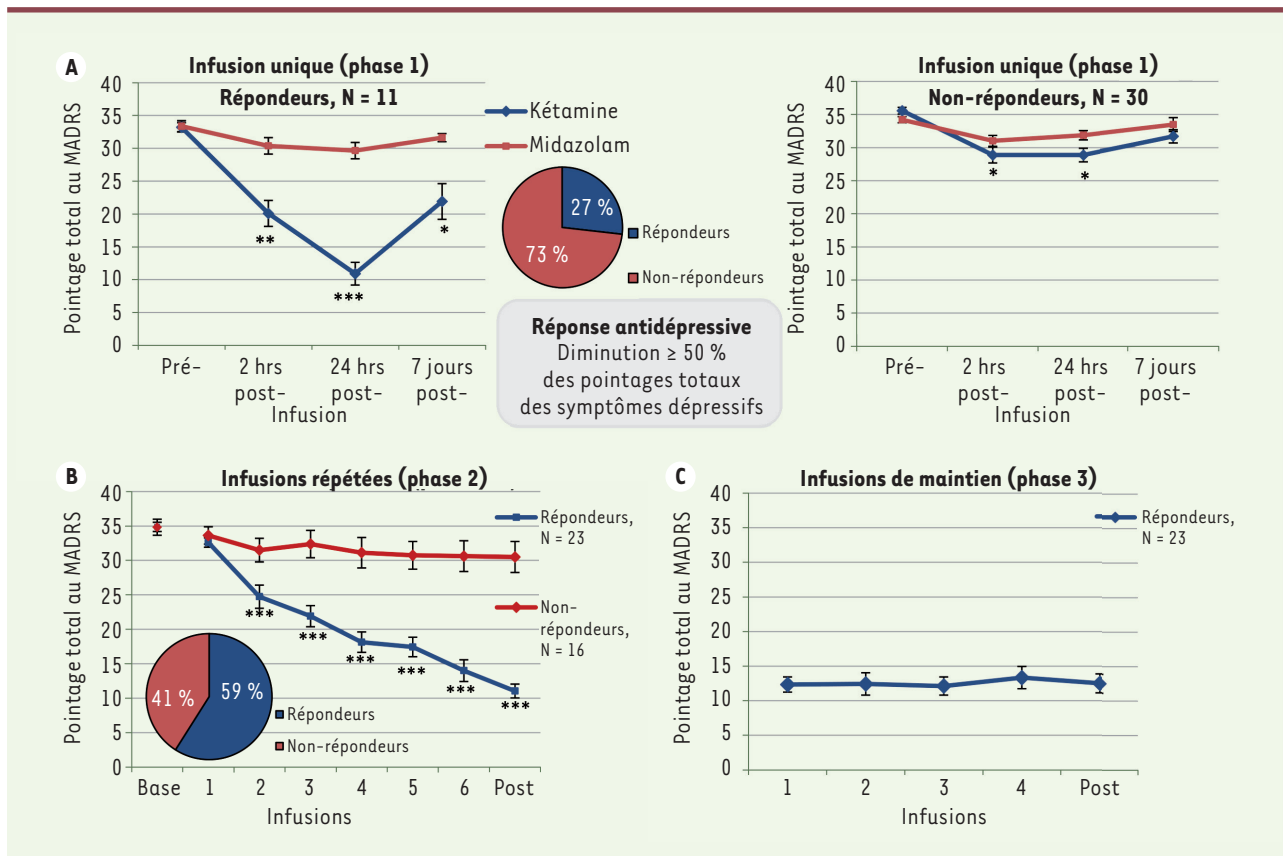 A
Infusion unique (phase 1)
Répondeurs, N = 11
Pointage total au MADRS
40
35
30
25
20
15
10
5
0
**
***
*
Pré-
2 hrs
post-
24 hrs
post-
7 jours
post-
Infusion
Kétamine
Midazolam
27 %
73 %
Répondeurs
Non-répondeurs
Réponse antidépressive
Diminution ≥ 50 %
des pointages totaux
des symptômes dépressifs
Infusion unique (phase 1)
Non-répondeurs, N = 30
Pointage total au MADRS
40
35
30
25
20
15
10
5
0
*
*
Pré-
2 hrs
post-
24 hrs
post-
7 jours
post-
Infusion
B
Infusions répétées (phase 2)
Pointage total au MADRS
40
35
30
25
20
15
10
5
0
***
***
***
***
***
***
Répondeurs,
N = 23
Non-
répondeurs,
N = 16
41 %
59 %
Répondeurs
Non-répondeurs
Base 1 2 3 4 5 6 Post
Infusions
C
Infusions de maintien (phase 3)
Pointage total au MADRS
40
35
30
25
20
15
10
5
0
Répondeurs,
N = 23
1 2 3 4 Post
Infusions